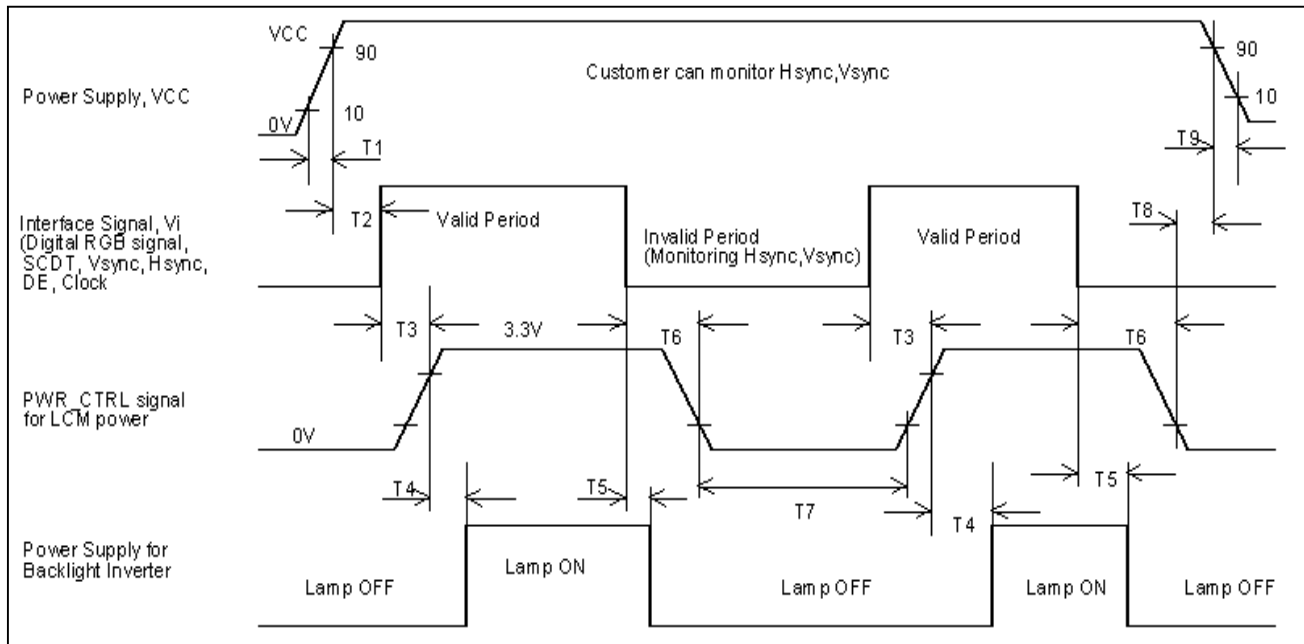 VCC
90
90
Customer can monitor Hsync,Vsync
Power Supply, VCC
10
10
0V
T1
T9
Interface Signal, Vi
(Digital RGB signal,
SCDT, Vsync, Hsync,
DE, Clock
T2
Valid Period
Invalid Period
(Monitoring Hsync,Vsync)
Valid Period
T8
T3
3.3V
T6
T3
T6
PWR_CTRL signal
for LCM power
0V
T4
T5
T7
T4
T5
Power Supply for
Backlight Inverter
Lamp OFF
Lamp ON
Lamp OFF
Lamp ON
Lamp OFF